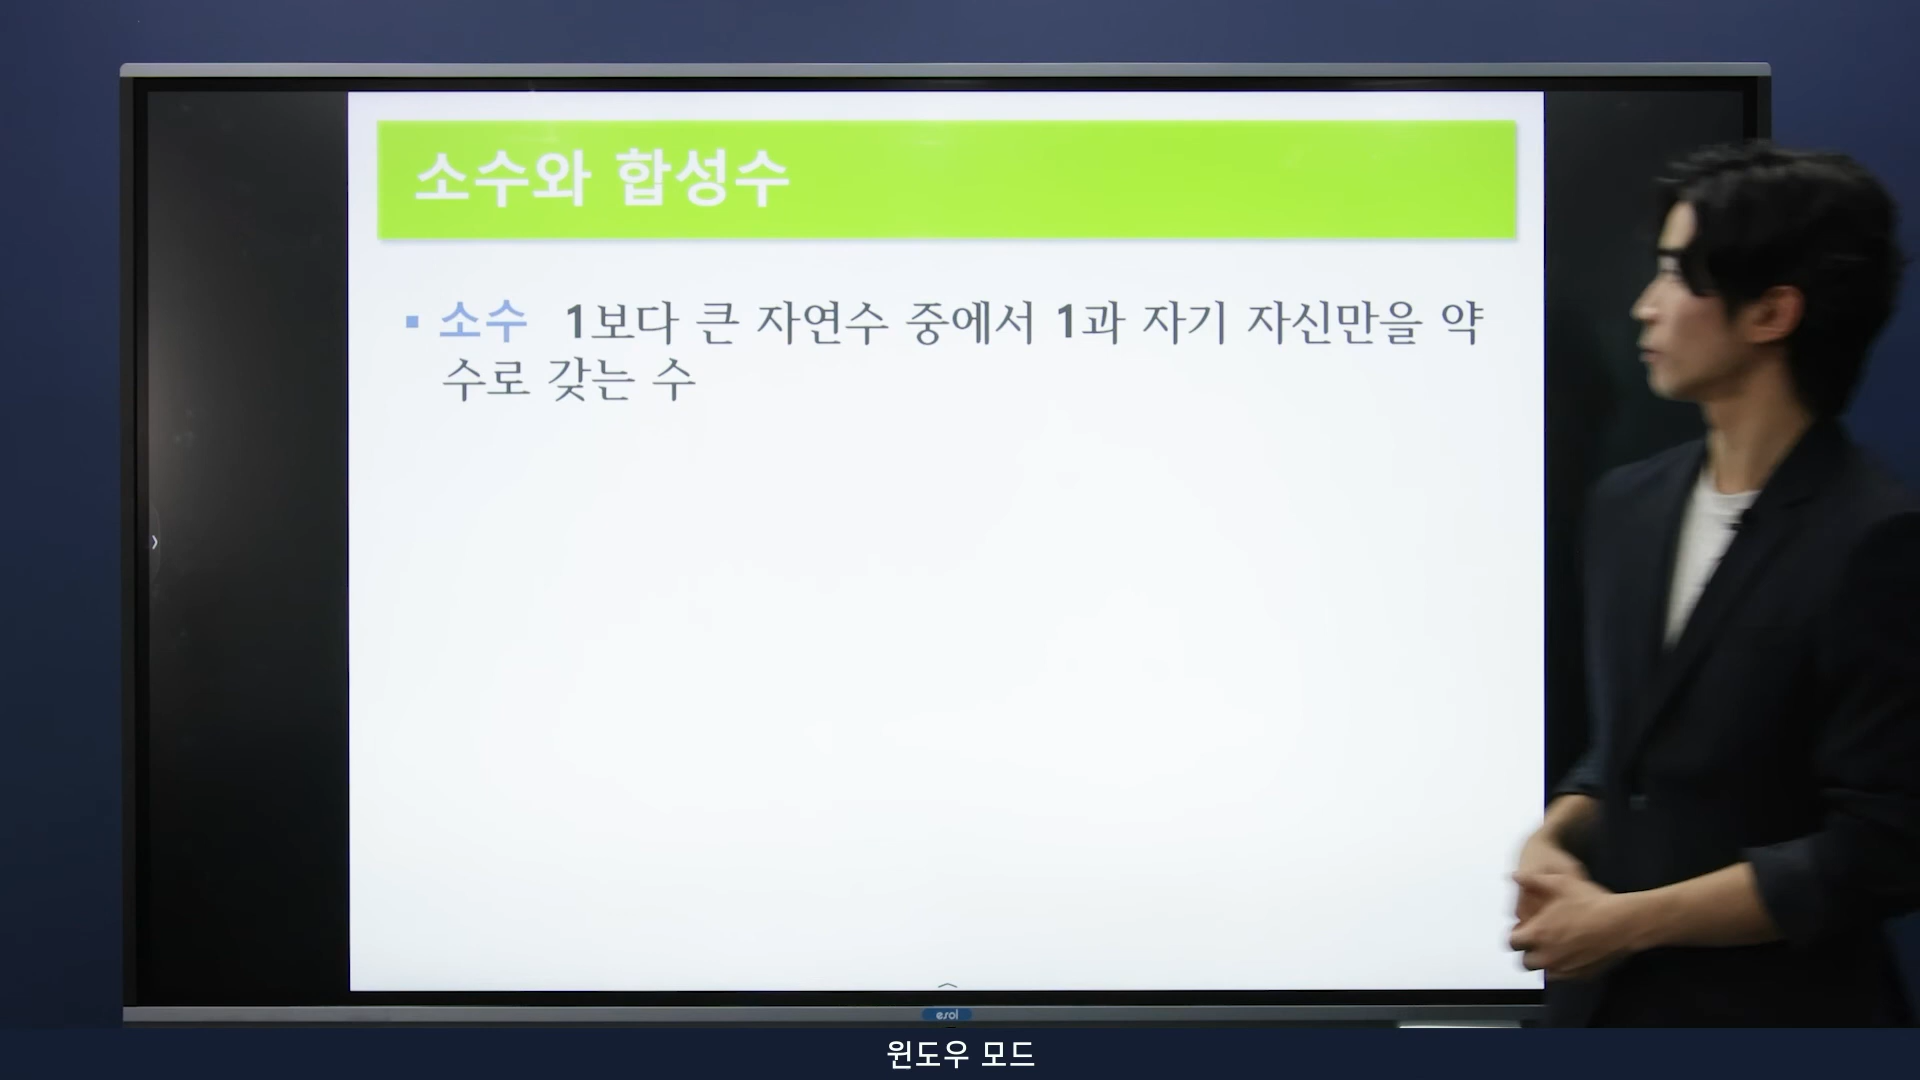 소수와 합성수
▪ 소수 1보다 큰 자연수 중에서 1과 자기 자신만을 약
수로 갖는 수
esol
윈도우 모드